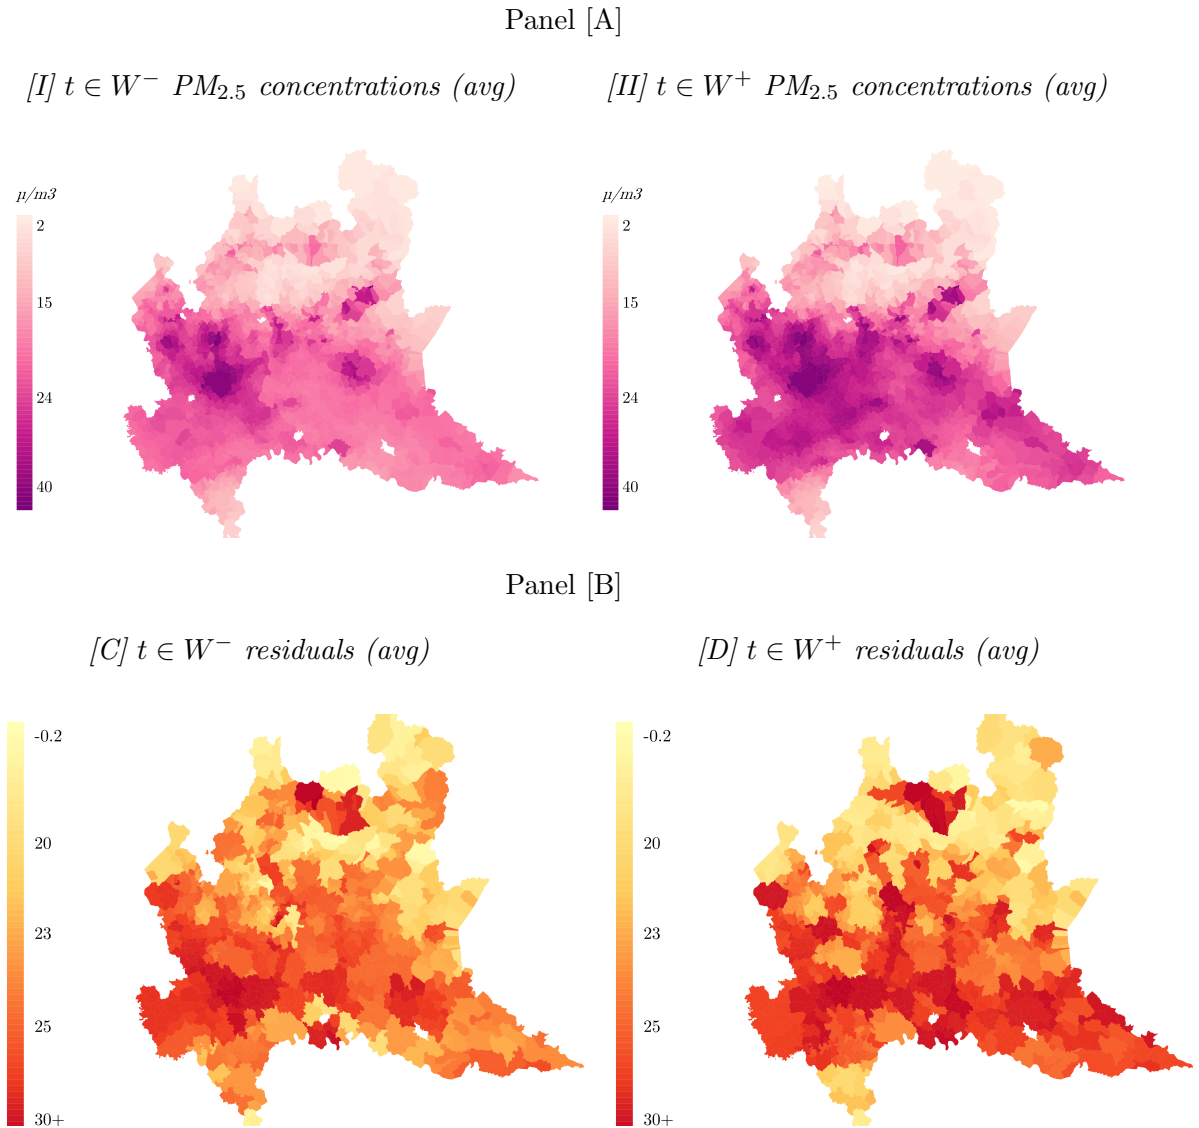 Panel [A]
[I] t ∈ W⁻ PM₂.₅ concentrations (avg)
[II] t ∈ W⁺ PM₂.₅ concentrations (avg)
µ/m3
2
15
24
40
µ/m3
2
15
24
40
Panel [B]
[C] t ∈ W⁻ residuals (avg)
[D] t ∈ W⁺ residuals (avg)
-0.2
20
23
25
30+
-0.2
20
23
25
30+